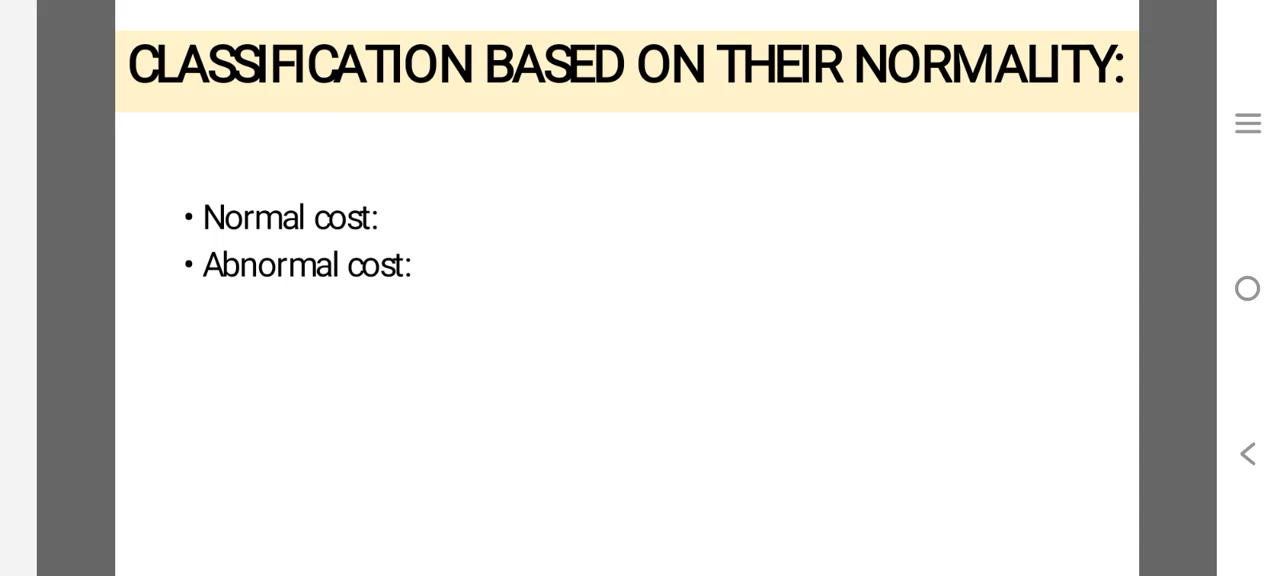 CLASSIFICATION BASED ON THEIR NORMALITY:
• Normal cost:
• Abnormal cost: